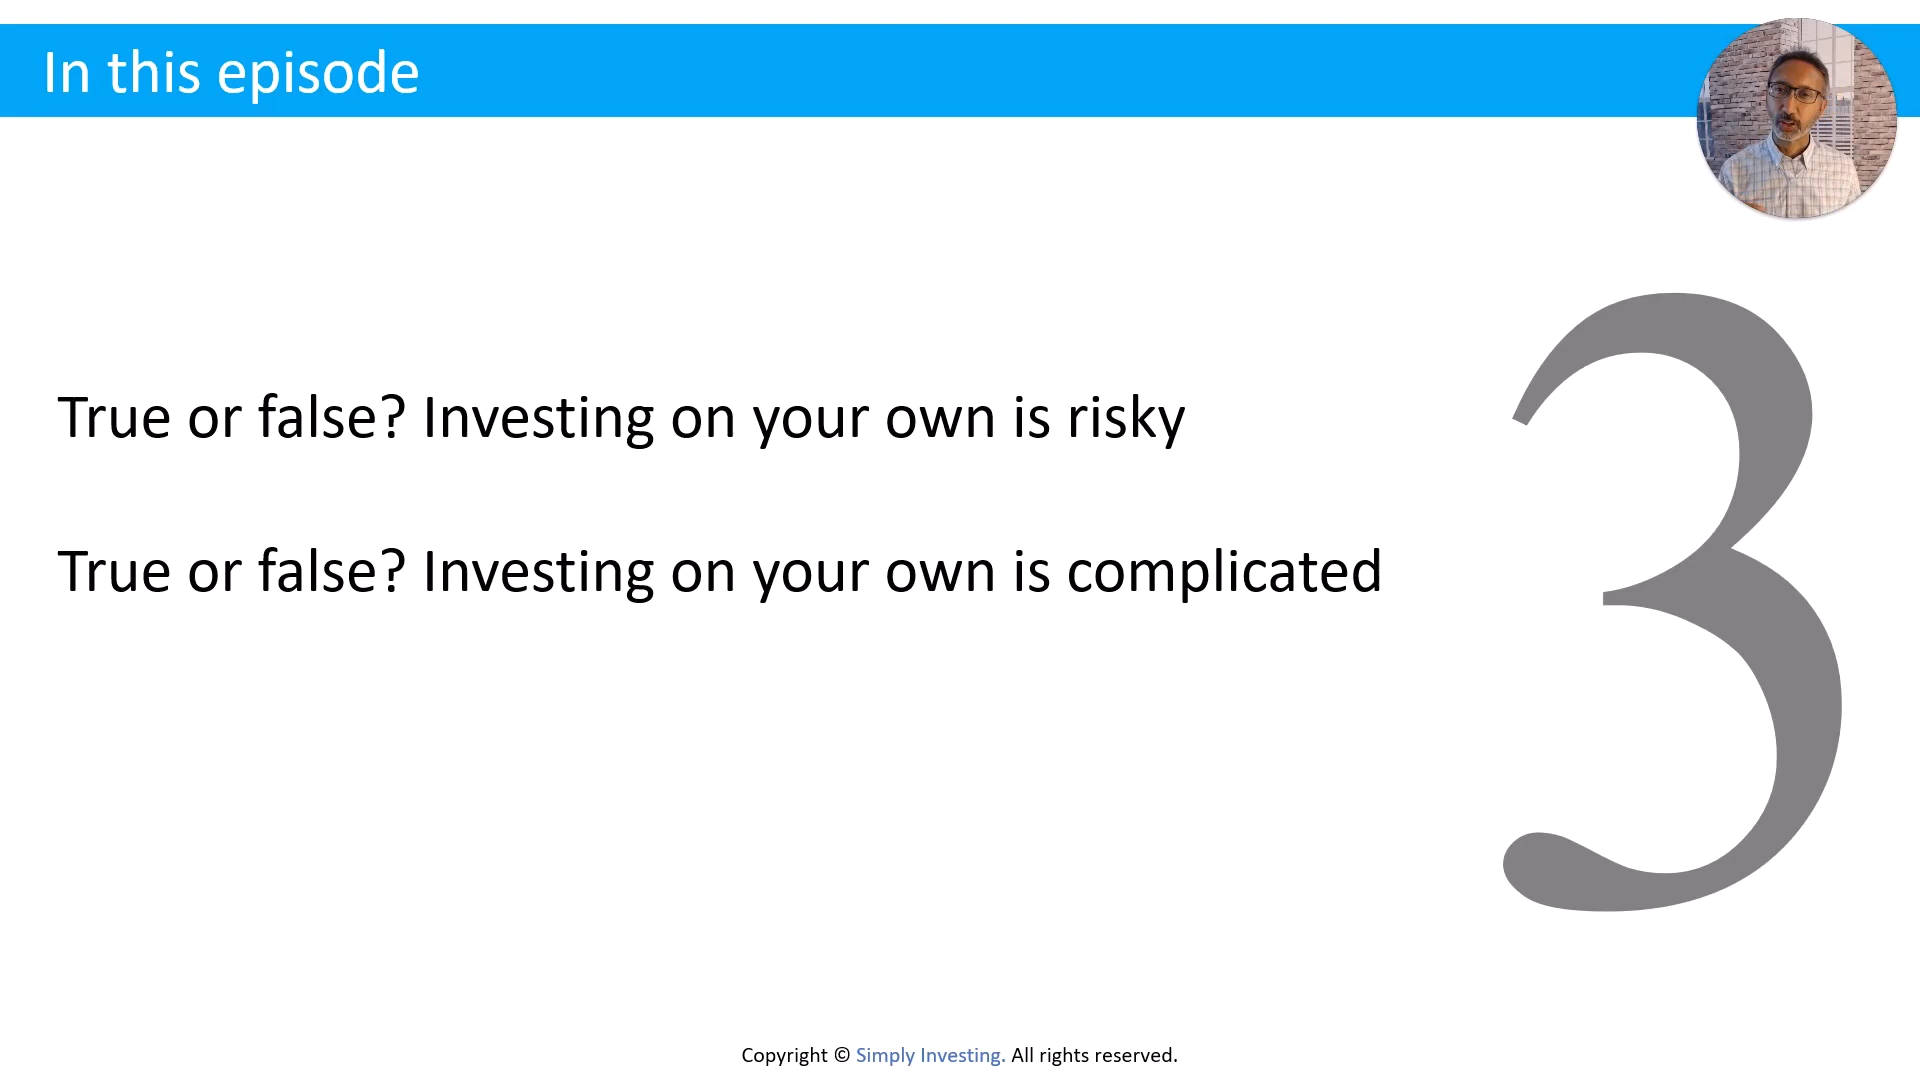 In this episode
True or false? Investing on your own is risky
True or false? Investing on your own is complicated
3
Copyright © Simply Investing. All rights reserved.